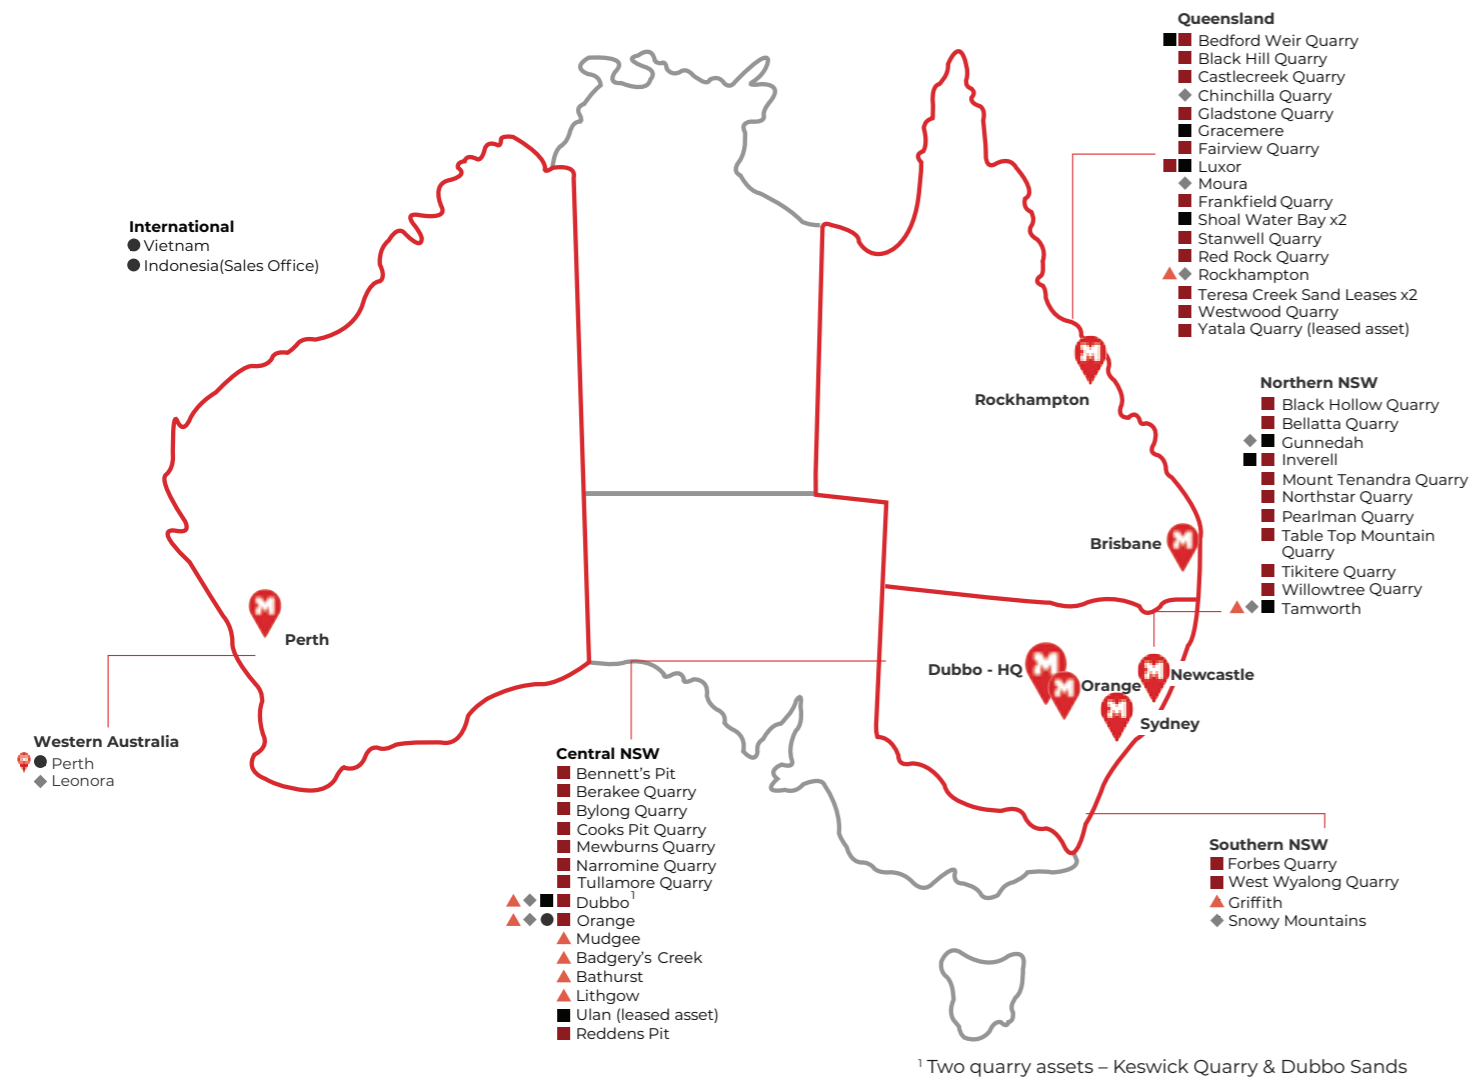 Queensland
Bedford Weir Quarry
Black Hill Quarry
Castlecreek Quarry
Chinchilla Quarry
Gladstone Quarry
Gracemere
Fairview Quarry
Luxor
Moura
Frankfield Quarry
Shoal Water Bay x2
Stanwell Quarry
Red Rock Quarry
Rockhampton
Teresa Creek Sand Leases x2
Westwood Quarry
Yatala Quarry (leased asset)
International
Vietnam
Indonesia(Sales Office)
M
Rockhampton
Northern NSW
Black Hollow Quarry
Bellatta Quarry
Gunnedah
Inverell
Mount Tenandra Quarry
Northstar Quarry
Pearlman Quarry
Table Top Mountain
Quarry
Tikitere Quarry
Willowtree Quarry
Tamworth
M
Brisbane
M
Perth
Dubbo - HQ
M
M
Orange
M
Newcastle
M
Sydney
Western Australia
Perth
Leonora
Central NSW
Bennett's Pit
Berakee Quarry
Bylong Quarry
Cooks Pit Quarry
Mewburns Quarry
Narromine Quarry
Tullamore Quarry
Dubbo¹
Orange
Mudgee
Badgery's Creek
Bathurst
Lithgow
Ulan (leased asset)
Reddens Pit
Southern NSW
Forbes Quarry
West Wyalong Quarry
Griffith
Snowy Mountains
¹ Two quarry assets – Keswick Quarry & Dubbo Sands